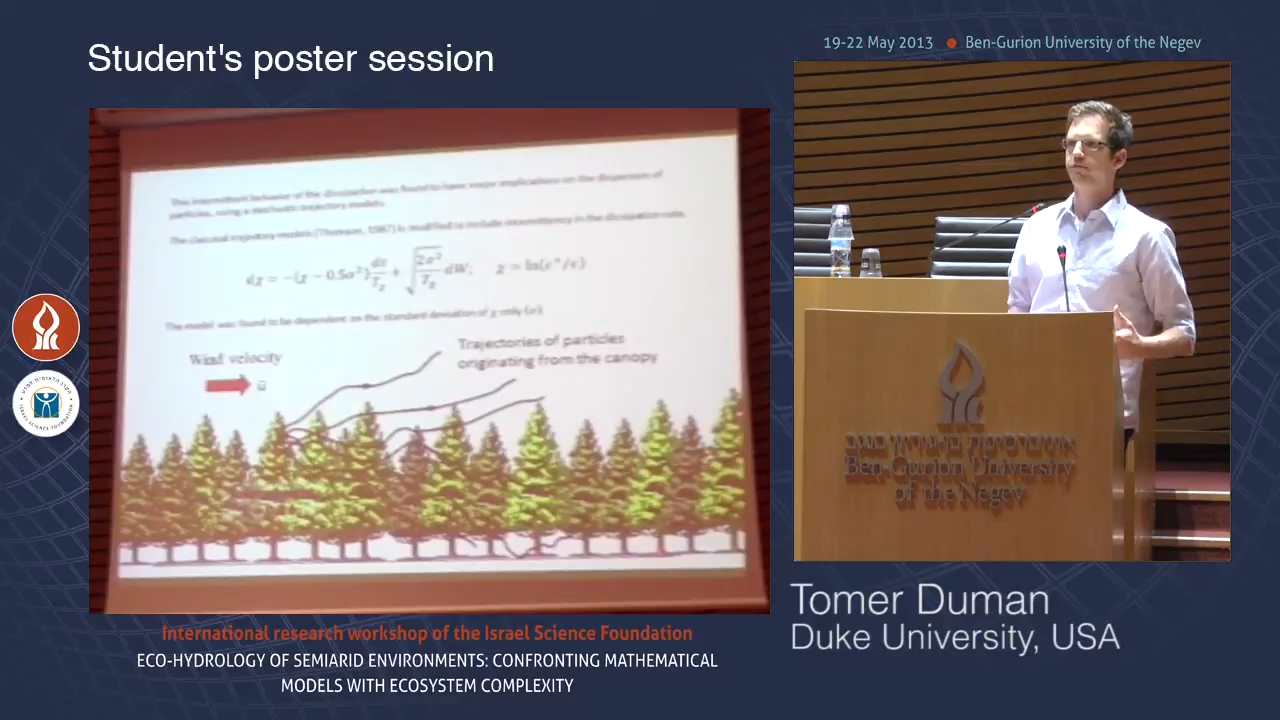 Student's poster session
19-22 May 2013 ● Ben-Gurion University of the Negev
This intermittent behavior of the dissipation was found to have major implications on the dispersion of
particles, using a stochastic trajectory models.
The classical trajectory models (Thomson, 1987) is modified to include intermittency in the dissipation rate.
The model was found to be dependent on the standard deviation of χ only (σ)
Wind velocity
Trajectories of particles
originating from the canopy
אוניברסיטת בן-גוריון בנגב
Ben-Gurion University
of the Negev
Tomer Duman
Duke University, USA
International research workshop of the Israel Science Foundation
ECO-HYDROLOGY OF SEMIARID ENVIRONMENTS: CONFRONTING MATHEMATICAL
MODELS WITH ECOSYSTEM COMPLEXITY